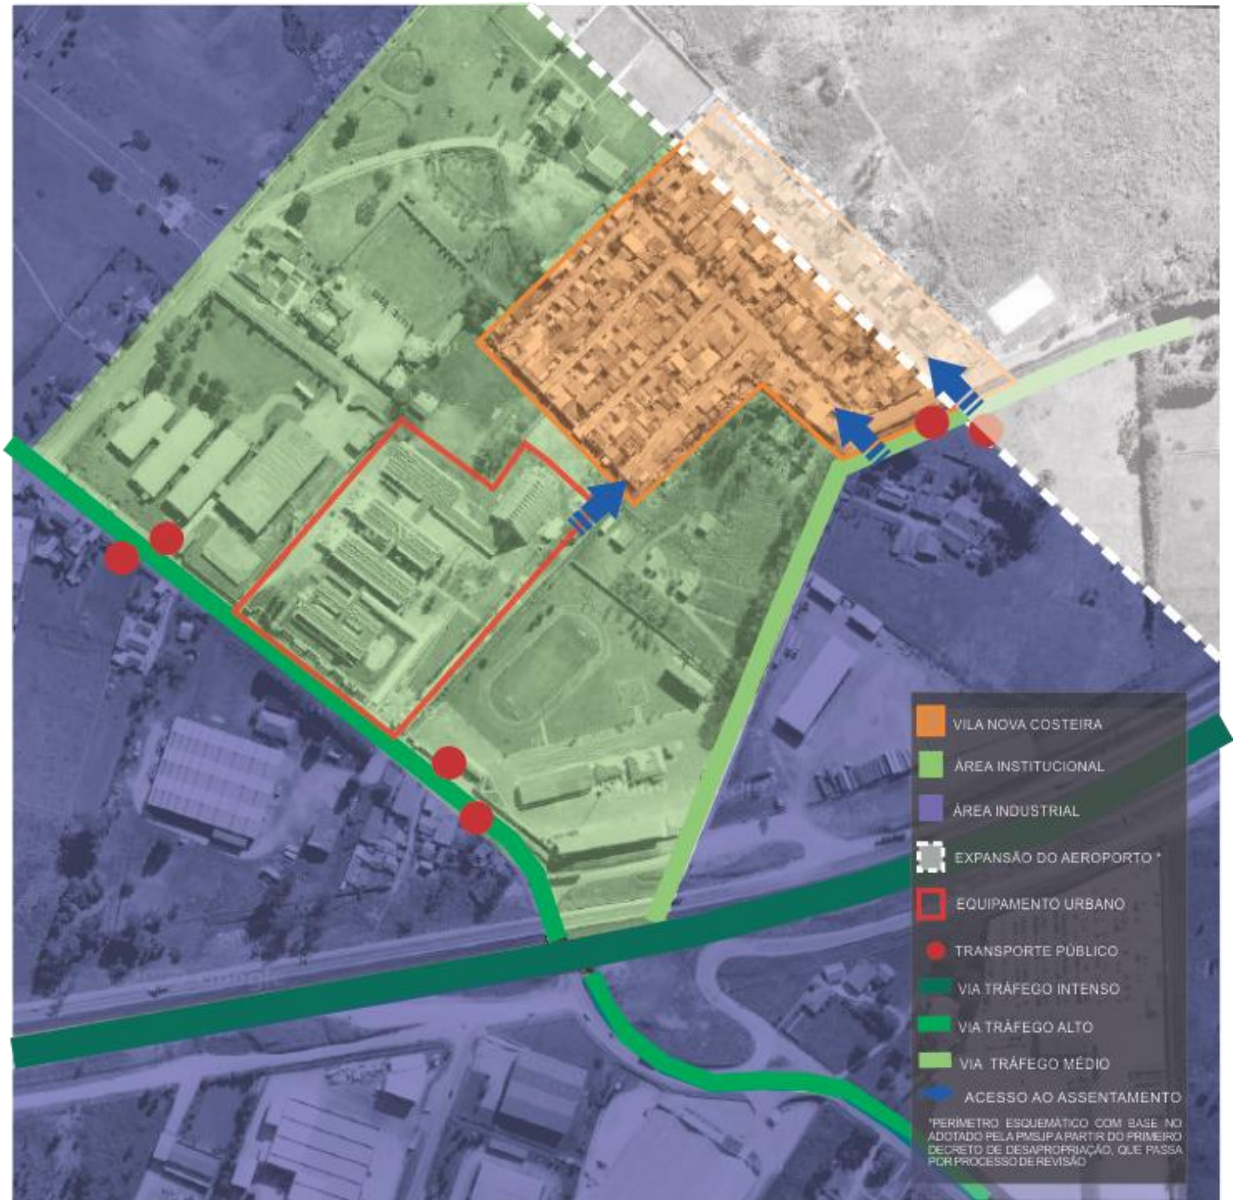 VILA NOVA COSTEIRA
ÁREA INSTITUCIONAL
ÁREA INDUSTRIAL
EXPANSÃO DO AEROPORTO *
EQUIPAMENTO URBANO
TRANSPORTE PÚBLICO
VIA TRÁFEGO INTENSO
VIA TRÁFEGO ALTO
VIA TRÁFEGO MÉDIO
ACESSO AO ASSENTAMENTO
*PERÍMETRO ESQUEMÁTICO COM BASE NO
ADOTADO PELA PMSJP A PARTIR DO PRIMEIRO
DECRETO DE DESAPROPRIAÇÃO, QUE PASSA
POR PROCESSO DE REVISÃO